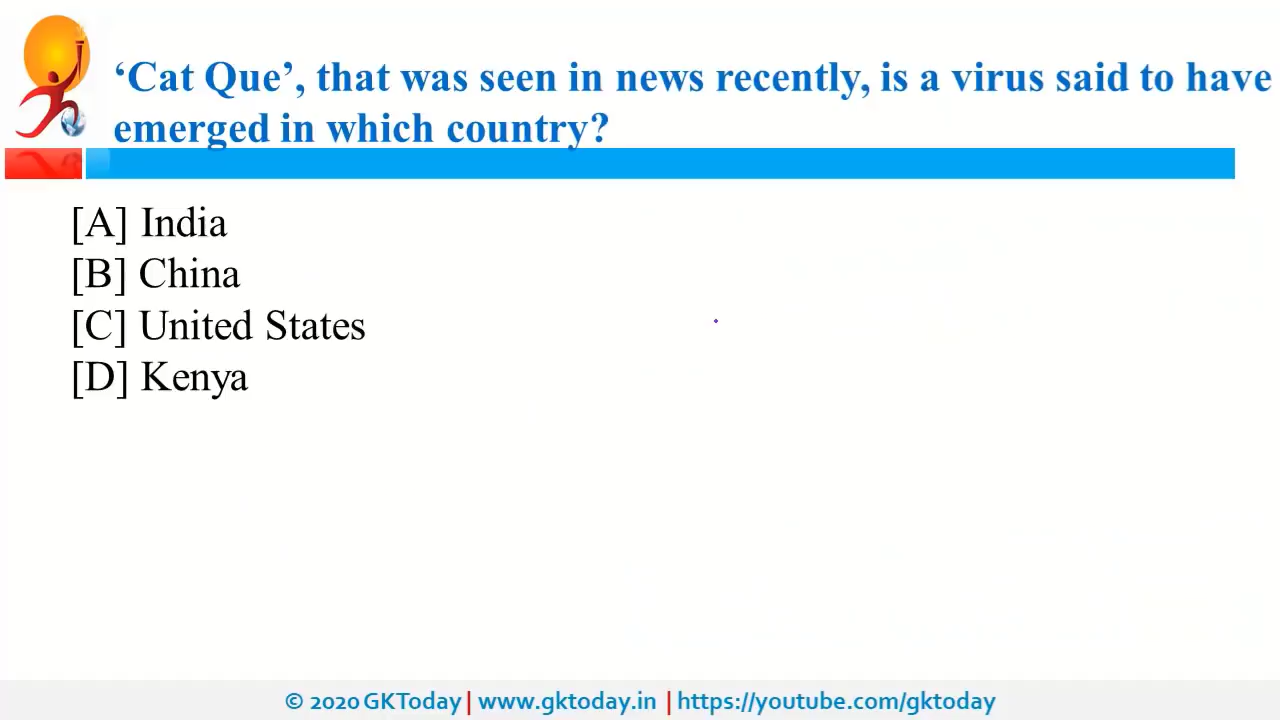 ‘Cat Que’, that was seen in news recently, is a virus said to have
emerged in which country?
[A] India
[B] China
[C] United States
[D] Kenya
© 2020 GKToday | www.gktoday.in | https://youtube.com/gktoday